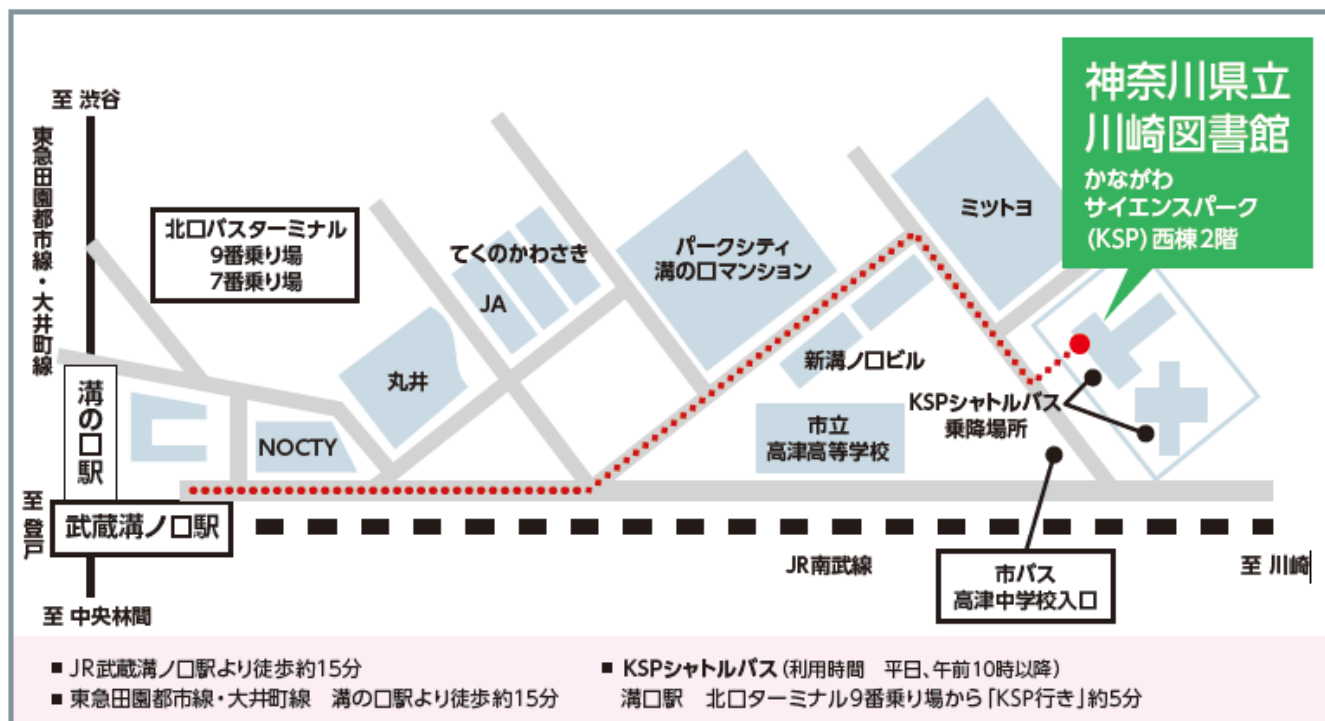 至 渋谷
東急田園都市線・大井町線
北口バスターミナル
9番乗り場
7番乗り場
てくのかわさき
JA
丸井
NOCTY
パークシティ
溝の口マンション
ミツトヨ
神奈川県立
川崎図書館
かながわ
サイエンスパーク
(KSP) 西棟2階
新溝ノ口ビル
KSPシャトルバス
乗降場所
市立
高津高等学校
溝の口駅
至 登戸
武蔵溝ノ口駅
JR南武線
市バス
高津中学校入口
至 川崎
至 中央林間
■ JR武蔵溝ノ口駅より徒歩約15分
■ 東急田園都市線・大井町線　溝の口駅より徒歩約15分
■ KSPシャトルバス (利用時間　平日、午前10時以降)
溝口駅　北口ターミナル9番乗り場から「KSP行き」約5分